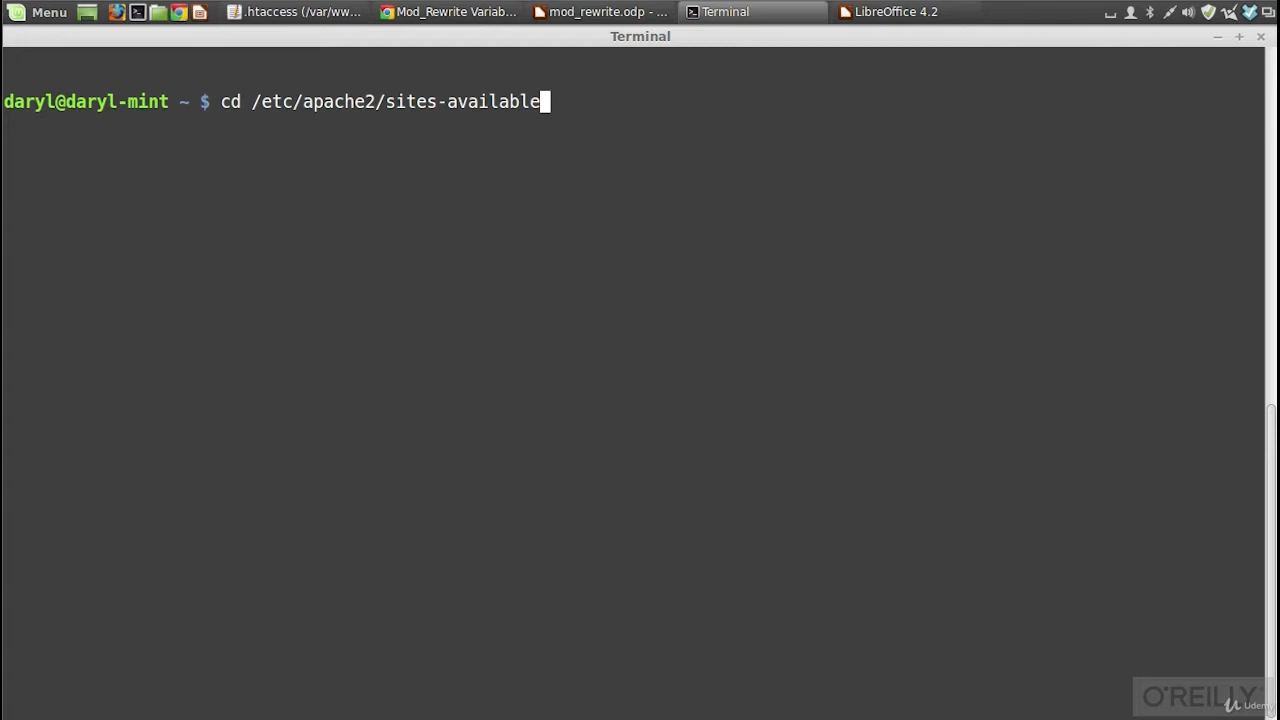 Menu .htaccess (/var/ww... Mod_Rewrite Variab... mod_rewrite.odp - ... Terminal LibreOffice 4.2
Terminal
daryl@daryl-mint ~ $ cd /etc/apache2/sites-available
O'REILLY
Udemy